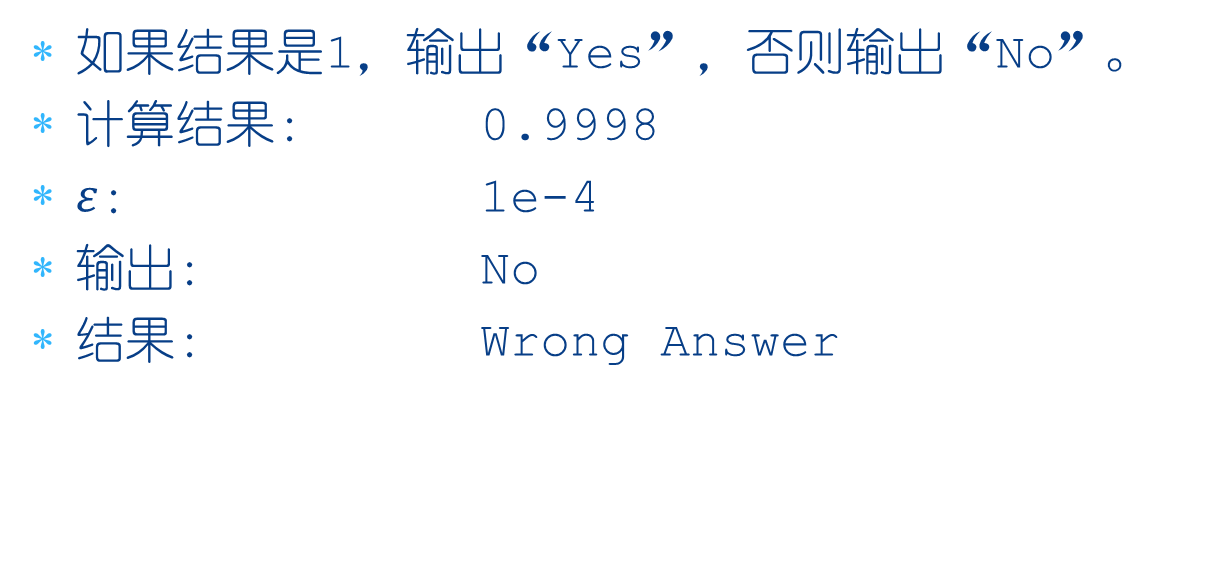 * 如果结果是1，输出“Yes”，否则输出“No”。
* 计算结果: 0.9998
* ε: 1e-4
* 输出: No
* 结果: Wrong Answer